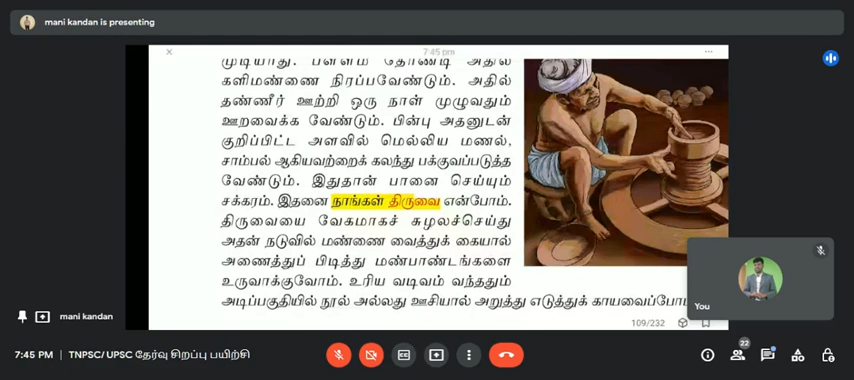 mani kandan is presenting
7:45 pm
முடியாது. பள்ளம் தோண்டி அதில்
களிமண்ணை நிரப்பவேண்டும். அதில்
தண்ணீர் ஊற்றி ஒரு நாள் முழுவதும்
ஊறவைக்க வேண்டும். பின்பு அதனுடன்
குறிப்பிட்ட அளவில் மெல்லிய மணல்,
சாம்பல் ஆகியவற்றைக் கலந்து பக்குவப்படுத்த
வேண்டும். இதுதான் பானை செய்யும்
சக்கரம். இதனை நாங்கள் திருவை என்போம்.
திருவையை வேகமாகச் சுழலச்செய்து
அதன் நடுவில் மண்ணை வைத்துக் கையால்
அணைத்துப் பிடித்து மண்பாண்டங்களை
உருவாக்குவோம். உரிய வடிவம் வந்ததும்
அடிப்பகுதியில் நூல் அல்லது ஊசியால் அறுத்து எடுத்துக் காயவைப்போ
109/232
You
mani kandan
7:45 PM | TNPSC/ UPSC தேர்வு சிறப்பு பயிற்சி
22